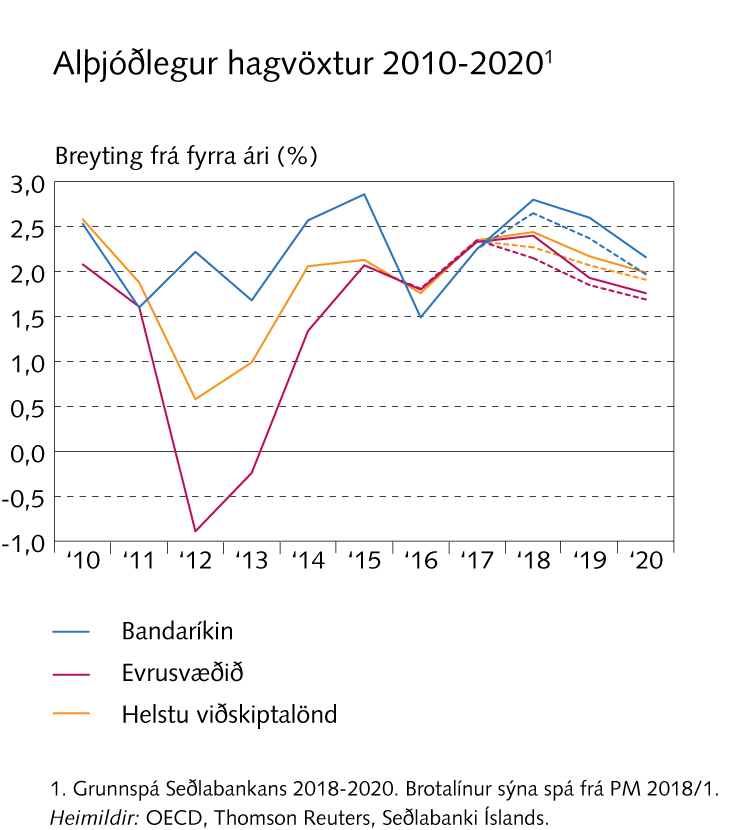 Alþjóðlegur hagvöxtur 2010-2020¹
Breyting frá fyrra ári (%)
3,0
2,5
2,0
1,5
1,0
0,5
0,0
-0,5
-1,0
‘10 ‘11 ‘12 ‘13 ‘14 ‘15 ‘16 ‘17 ‘18 ‘19 ‘20
Bandaríkin
Evrusvæðið
Helstu viðskiptalönd
1. Grunnspá Seðlabankans 2018-2020. Brotalínur sýna spá frá PM 2018/1.
Heimildir: OECD, Thomson Reuters, Seðlabanki Íslands.